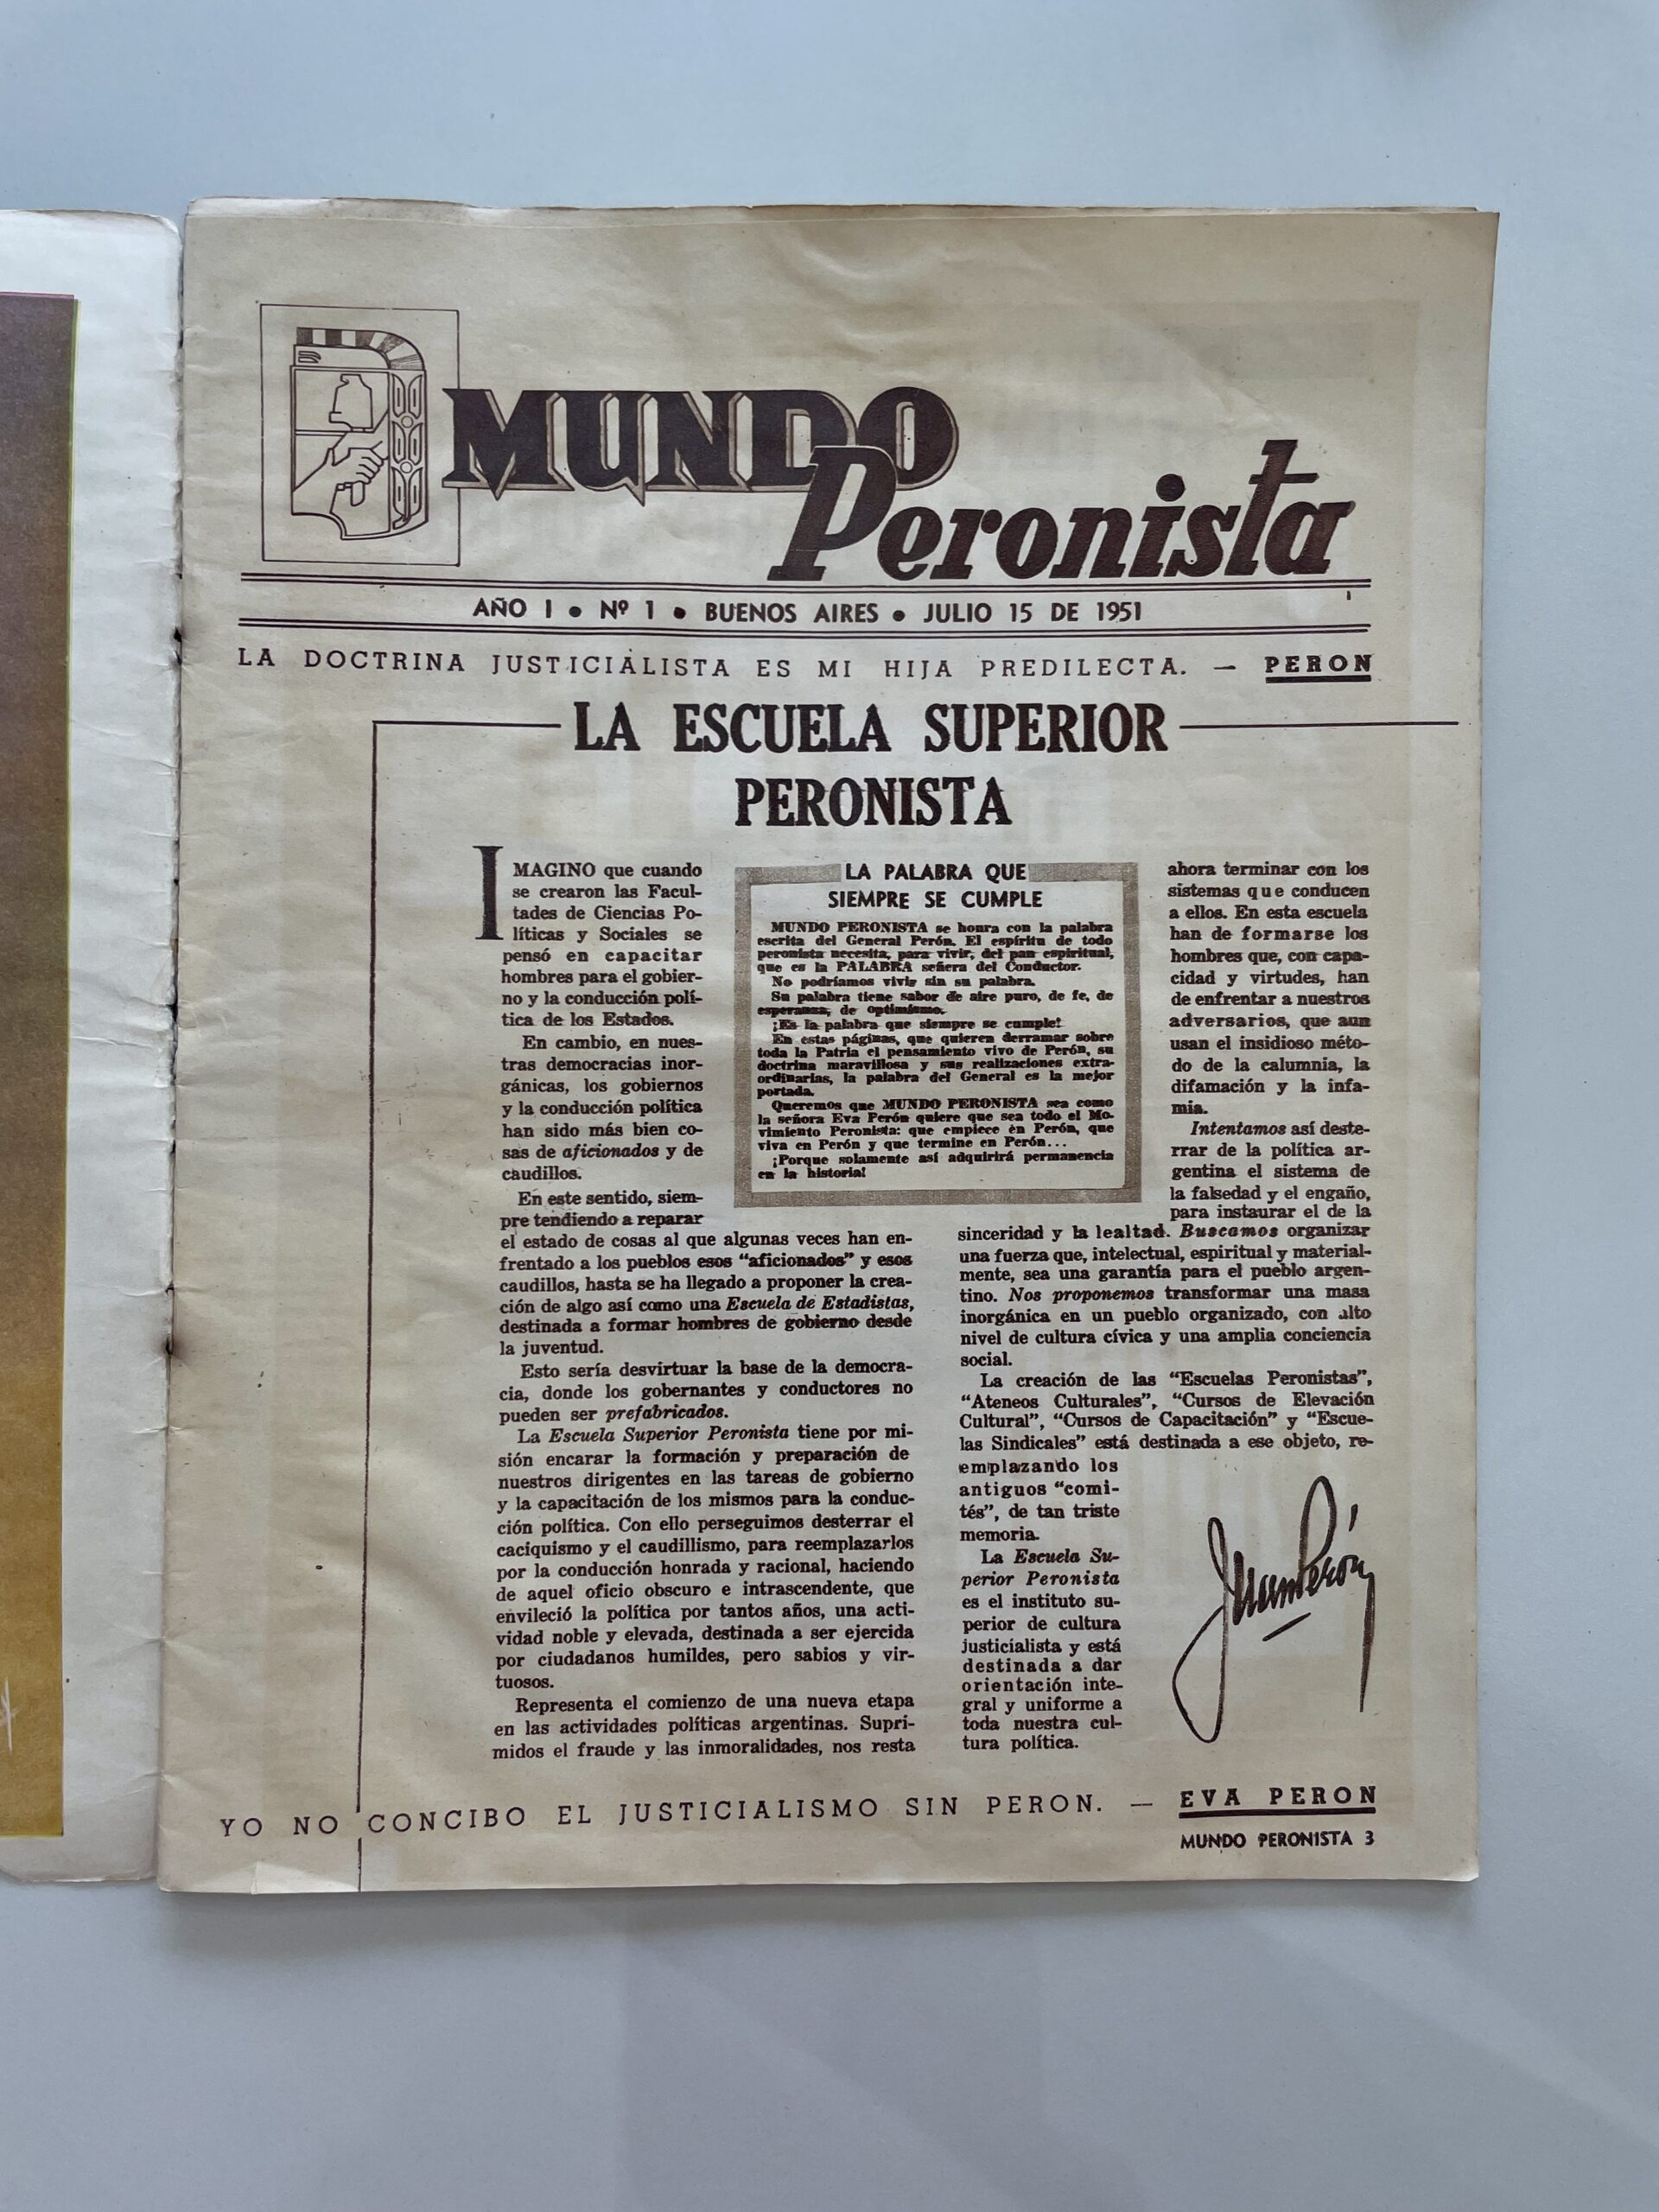 MUNDO
Peronista
AÑO I • Nº 1 • BUENOS AIRES • JULIO 15 DE 1951
LA DOCTRINA JUSTICIALISTA ES MI HIJA PREDILECTA. — PERON
LA ESCUELA SUPERIOR
PERONISTA
IMAGINO que cuando
se crearon las Facul-
tades de Ciencias Po-
líticas y Sociales se
pensó en capacitar
hombres para el gobier-
no y la conducción polí-
tica de los Estados.
En cambio, en nues-
tras democracias inor-
gánicas, los gobiernos
y la conducción política
han sido más bien co-
sas de aficionados y de
caudillos.
En este sentido, siem-
pre tendiendo a reparar
el estado de cosas al que algunas veces han en-
frentado a los pueblos esos “aficionados” y esos
caudillos, hasta se ha llegado a proponer la crea-
ción de algo así como una Escuela de Estadistas,
destinada a formar hombres de gobierno desde
la juventud.
Esto sería desvirtuar la base de la democra-
cia, donde los gobernantes y conductores no
pueden ser prefabricados.
La Escuela Superior Peronista tiene por mi-
sión encarar la formación y preparación de
nuestros dirigentes en las tareas de gobierno
y la capacitación de los mismos para la conduc-
ción política. Con ello perseguimos desterrar el
caciquismo y el caudillismo, para reemplazarlos
por la conducción honrada y racional, haciendo
de aquel oficio obscuro e intrascendente, que
envileció la política por tantos años, una acti-
vidad noble y elevada, destinada a ser ejercida
por ciudadanos humildes, pero sabios y vir-
tuosos.
Representa el comienzo de una nueva etapa
en las actividades políticas argentinas. Supri-
midos el fraude y las inmoralidades, nos resta
LA PALABRA QUE
SIEMPRE SE CUMPLE
MUNDO PERONISTA se honra con la palabra
escrita del General Perón. El espíritu de todo
peronista necesita, para vivir, del pan espiritual,
que es la PALABRA señera del Conductor.
No podríamos vivir sin su palabra.
Su palabra tiene sabor de aire puro, de fe, de
esperanza, de optimismo.
¡Es la palabra que siempre se cumple!
En estas páginas, que quieren derramar sobre
toda la Patria el pensamiento vivo de Perón, su
doctrina maravillosa y sus realizaciones extra-
ordinarias, la palabra del General es la mejor
portada.
Queremos que MUNDO PERONISTA sea como
la señora Eva Perón quiere que sea todo el Mo-
vimiento Peronista: que empiece en Perón, que
viva en Perón y que termine en Perón...
¡Porque solamente así adquirirá permanencia
en la historia!
ahora terminar con los
sistemas que conducen
a ellos. En esta escuela
han de formarse los
hombres que, con capa-
cidad y virtudes, han
de enfrentar a nuestros
adversarios, que aun
usan el insidioso méto-
do de la calumnia, la
difamación y la infa-
mia.
Intentamos así deste-
rrar de la política ar-
gentina el sistema de
la falsedad y el engaño,
para instaurar el de la
sinceridad y la lealtad. Buscamos organizar
una fuerza que, intelectual, espiritual y material-
mente, sea una garantía para el pueblo argen-
tino. Nos proponemos transformar una masa
inorgánica en un pueblo organizado, con alto
nivel de cultura cívica y una amplia conciencia
social.
La creación de las “Escuelas Peronistas”,
“Ateneos Culturales”, “Cursos de Elevación
Cultural”, “Cursos de Capacitación” y “Escue-
las Sindicales” está destinada a ese objeto, re-
emplazando los
antiguos “comi-
tés”, de tan triste
memoria.
La Escuela Su-
perior Peronista
es el instituto su-
perior de cultura
justicialista y está
destinada a dar
orientación inte-
gral y uniforme a
toda nuestra cul-
tura política.
Juan Perón
YO NO CONCIBO EL JUSTICIALISMO SIN PERON. — EVA PERON
MUNDO PERONISTA 3